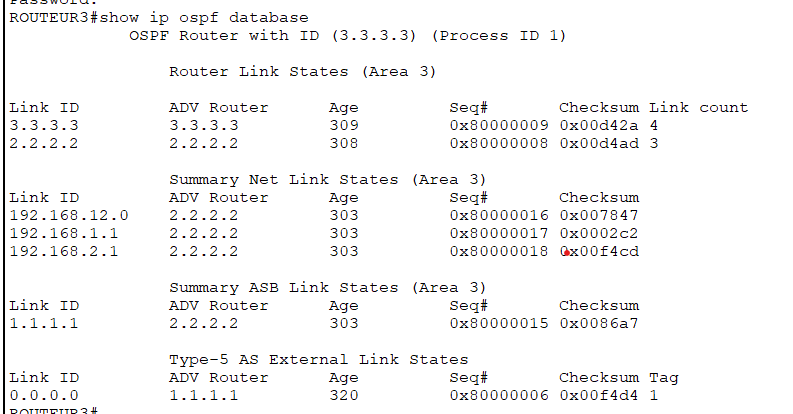 Password:
ROUTEUR3#show ip ospf database
OSPF Router with ID (3.3.3.3) (Process ID 1)
Router Link States (Area 3)
Link ID ADV Router Age Seq# Checksum Link count
3.3.3.3 3.3.3.3 309 0x80000009 0x00d42a 4
2.2.2.2 2.2.2.2 308 0x80000008 0x00d4ad 3
Summary Net Link States (Area 3)
Link ID ADV Router Age Seq# Checksum
192.168.12.0 2.2.2.2 303 0x80000016 0x007847
192.168.1.1 2.2.2.2 303 0x80000017 0x0002c2
192.168.2.1 2.2.2.2 303 0x80000018 0x00f4cd
Summary ASB Link States (Area 3)
Link ID ADV Router Age Seq# Checksum
1.1.1.1 2.2.2.2 303 0x80000015 0x0086a7
Type-5 AS External Link States
Link ID ADV Router Age Seq# Checksum Tag
0.0.0.0 1.1.1.1 320 0x80000006 0x00f4d4 1
ROUTEUR3#